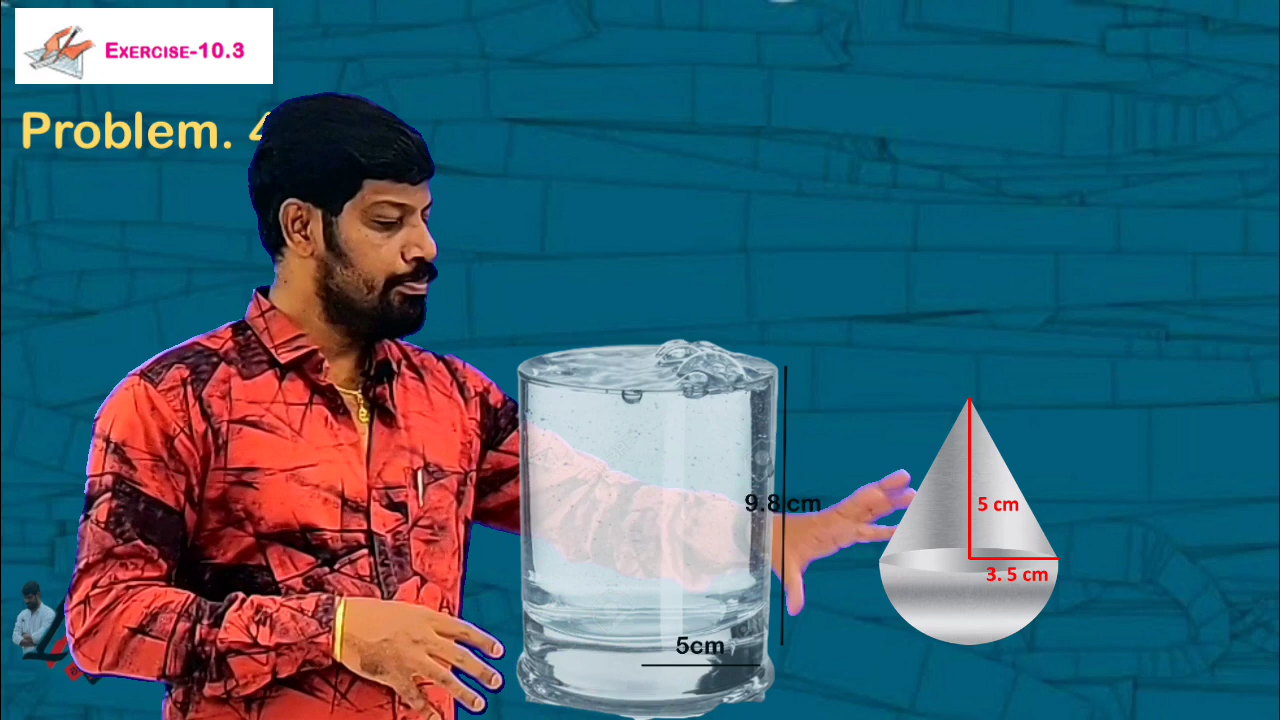 Exercise-10.3
Problem. 4
9.8 cm
5 cm
3. 5 cm
5cm